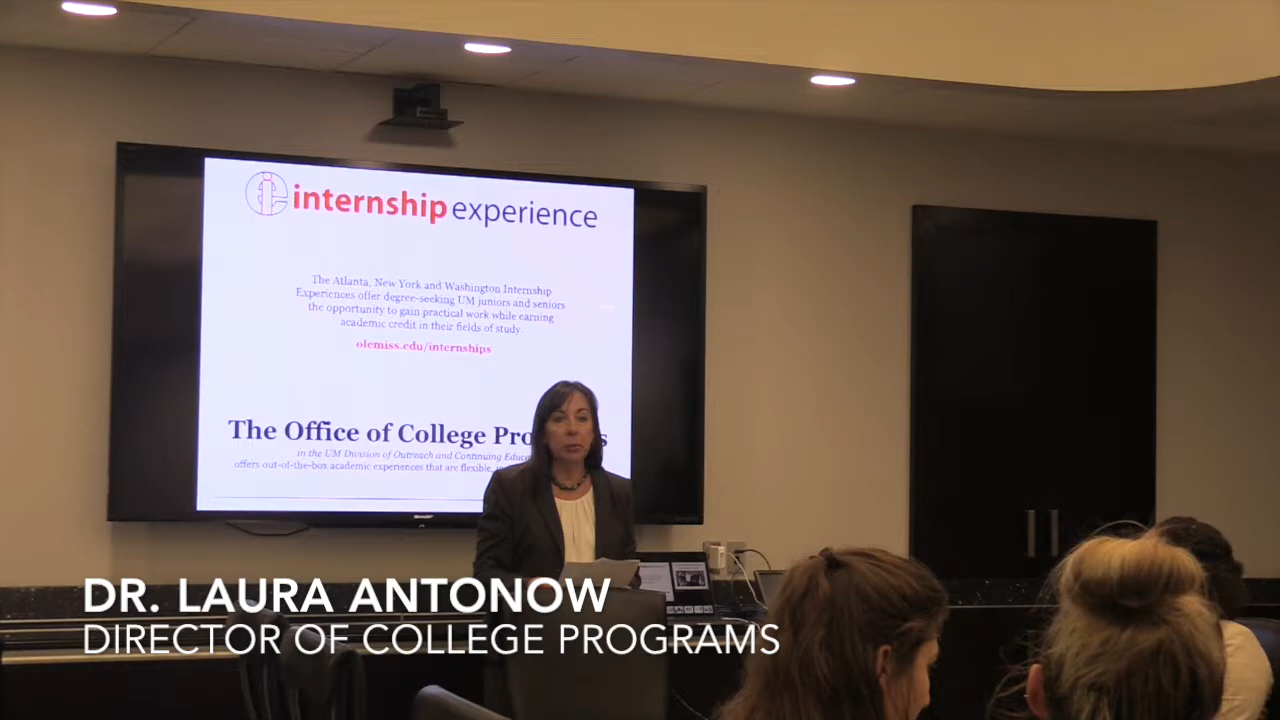 internship experience
The Atlanta, New York and Washington Internship
Experiences offer degree-seeking UM juniors and seniors
the opportunity to gain practical work while earning
academic credit in their fields of study.
olemiss.edu/internships
The Office of College
in the UM Division of Outreach and Continuing
offers out-of-the-box academic experiences that are flexible,
DR. LAURA ANTONOW
DIRECTOR OF COLLEGE PROGRAMS